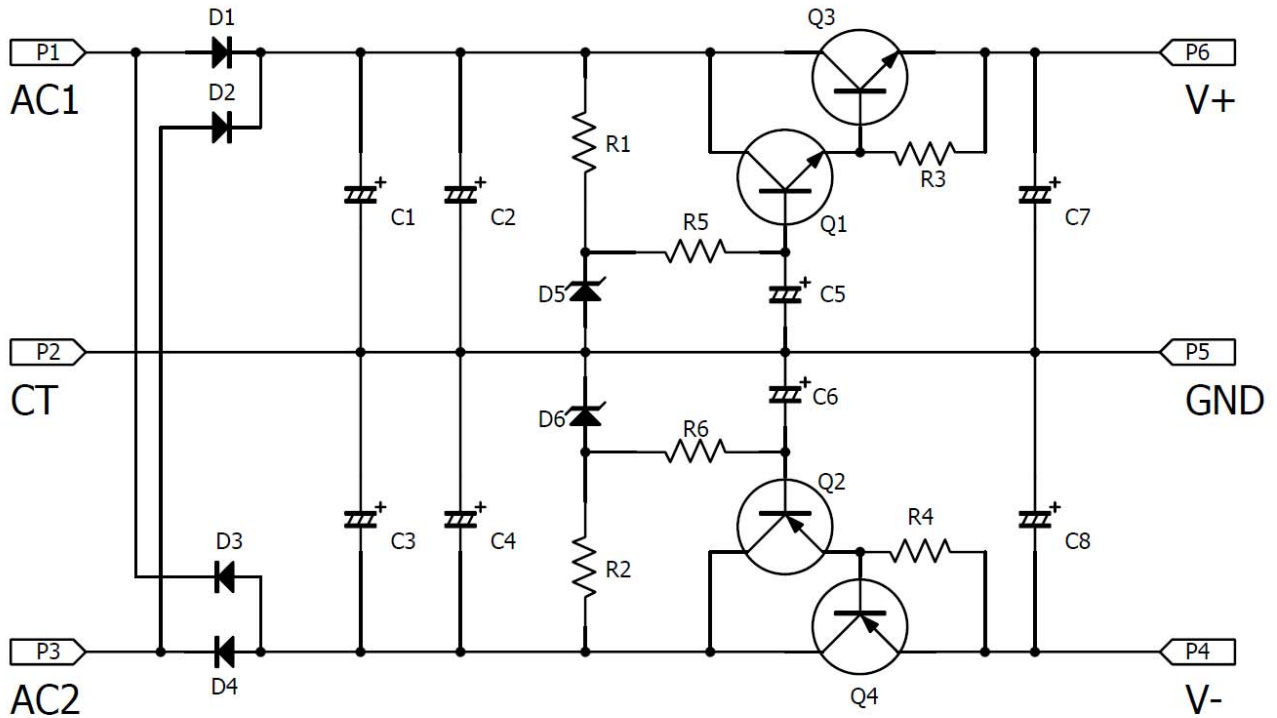 D1
Q3
P1
P6
AC1
D2
V+
R1
R3
+
C1
+
C2
R5
Q1
+
C7
D5
+
C5
P2
P5
CT
GND
D6
+
C6
R6
Q2
+
C3
+
C4
R4
+
C8
D3
R2
P3
P4
AC2
D4
Q4
V-